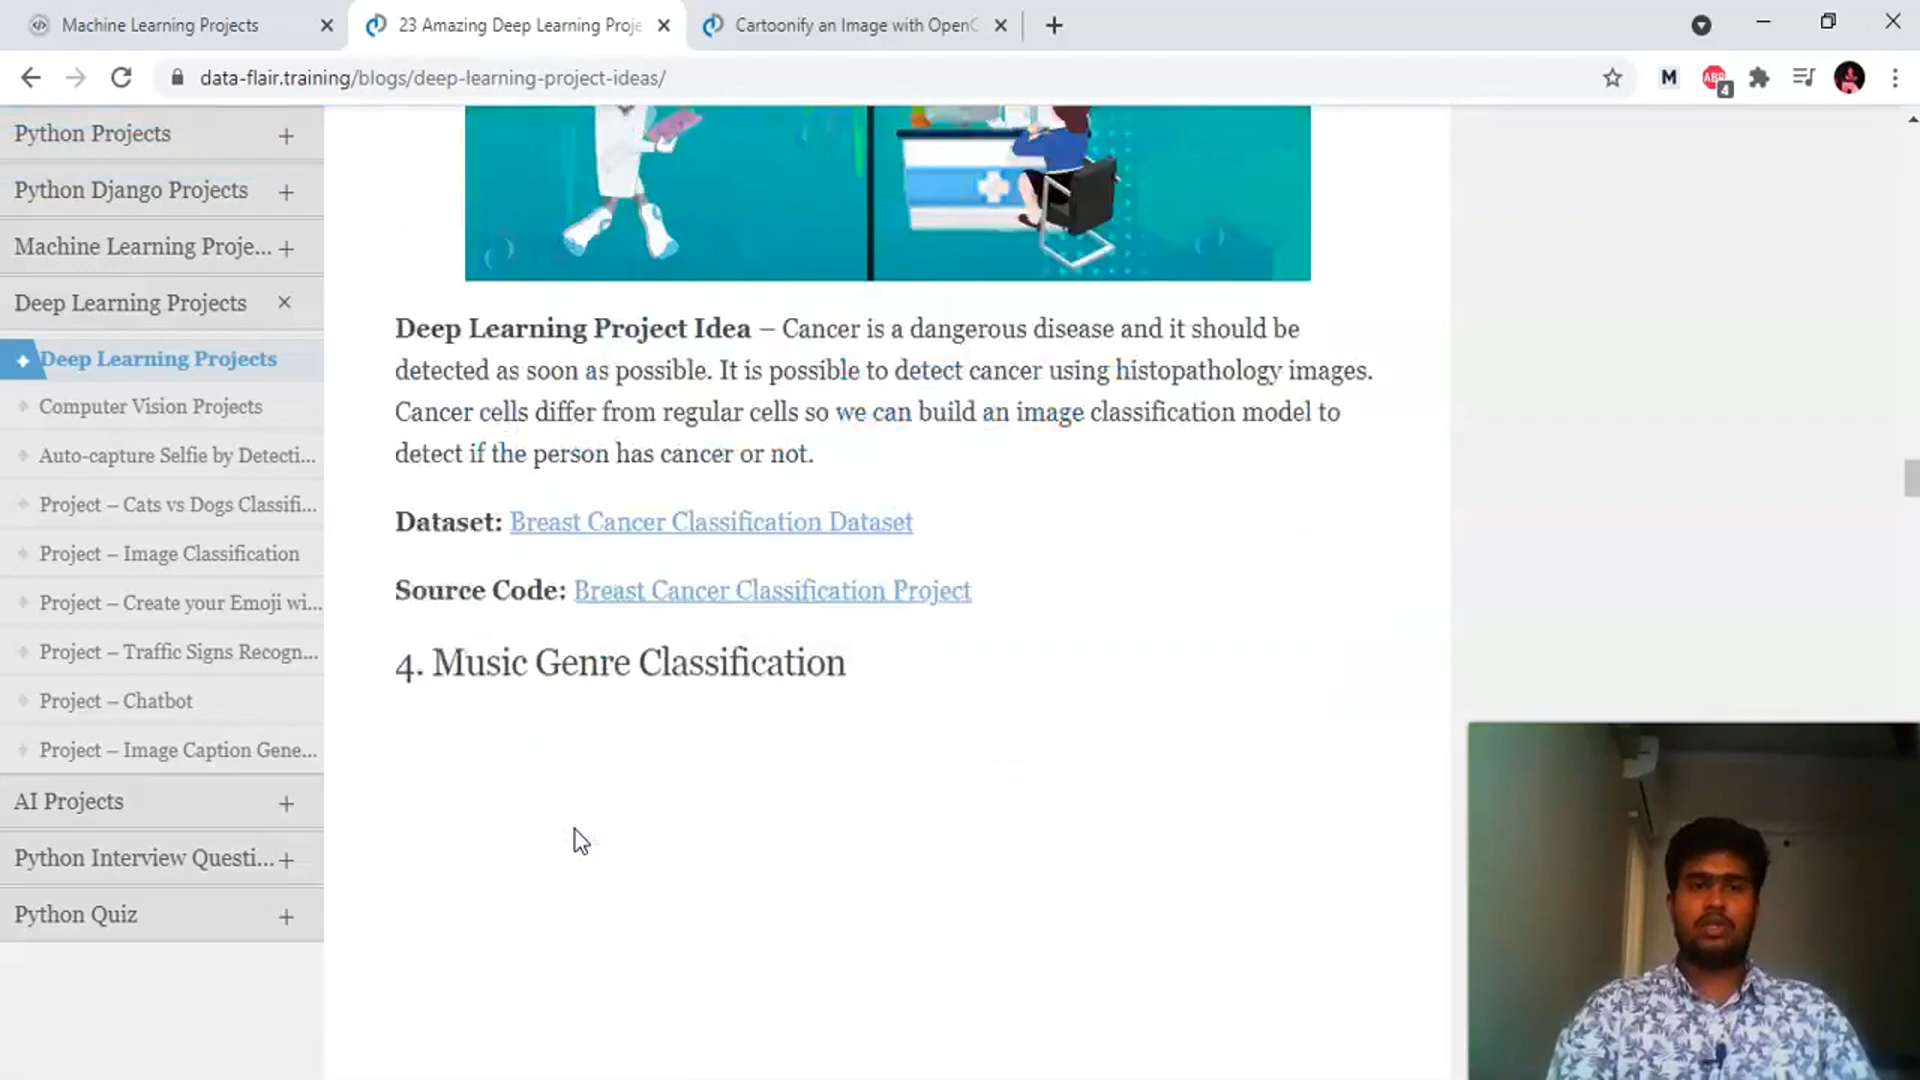 Machine Learning Projects
23 Amazing Deep Learning Proje
Cartoonify an Image with OpenC
data-flair.training/blogs/deep-learning-project-ideas/
M
ABP
4
Python Projects
Python Django Projects
Machine Learning Proje...
Deep Learning Projects
Deep Learning Projects
Computer Vision Projects
Auto-capture Selfie by Detecti...
Project – Cats vs Dogs Classifi...
Project – Image Classification
Project – Create your Emoji wi...
Project – Traffic Signs Recogn...
Project – Chatbot
Project – Image Caption Gene...
AI Projects
Python Interview Questi...
Python Quiz
Deep Learning Project Idea – Cancer is a dangerous disease and it should be
detected as soon as possible. It is possible to detect cancer using histopathology images.
Cancer cells differ from regular cells so we can build an image classification model to
detect if the person has cancer or not.
Dataset: Breast Cancer Classification Dataset
Source Code: Breast Cancer Classification Project
4. Music Genre Classification